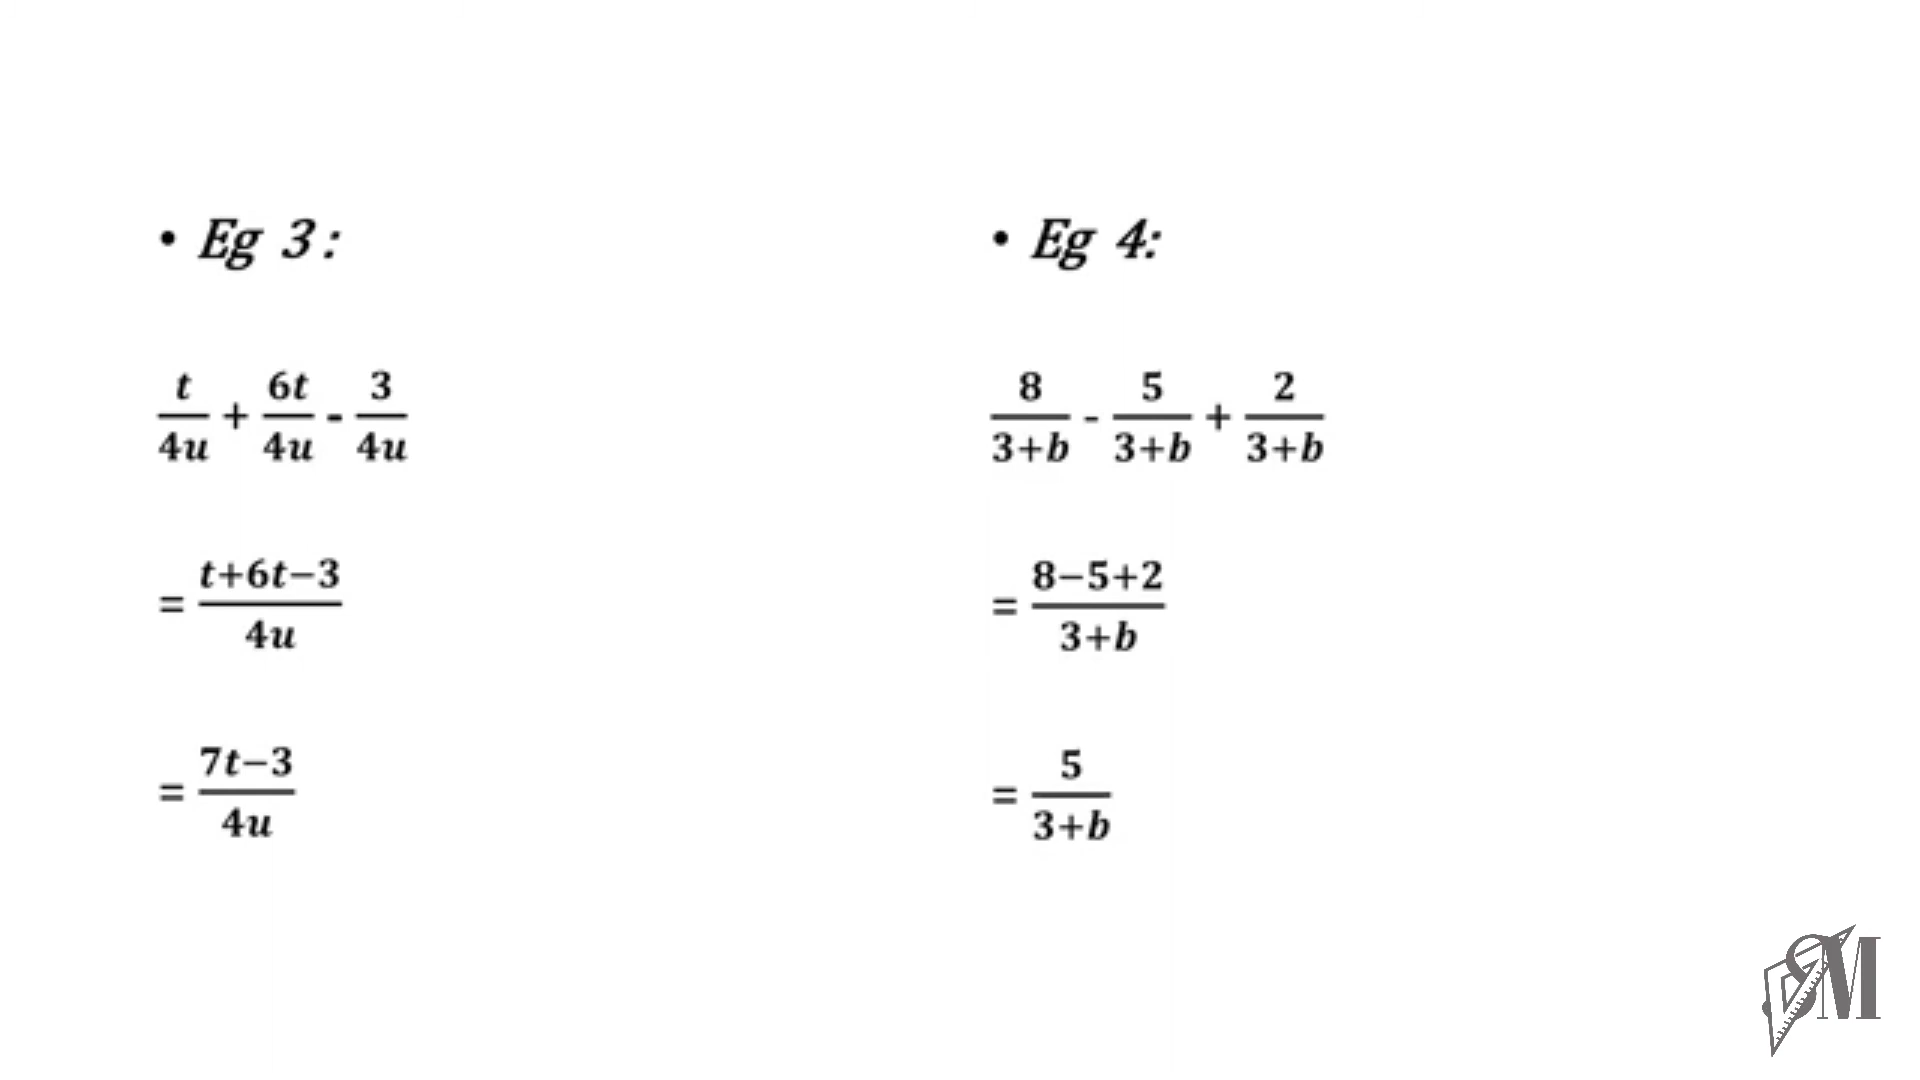 • Eg 3:
t/4u + 6t/4u - 3/4u
= t+6t−3/4u
= 7t−3/4u
• Eg 4:
8/3+b - 5/3+b + 2/3+b
= 8−5+2/3+b
= 5/3+b
SM